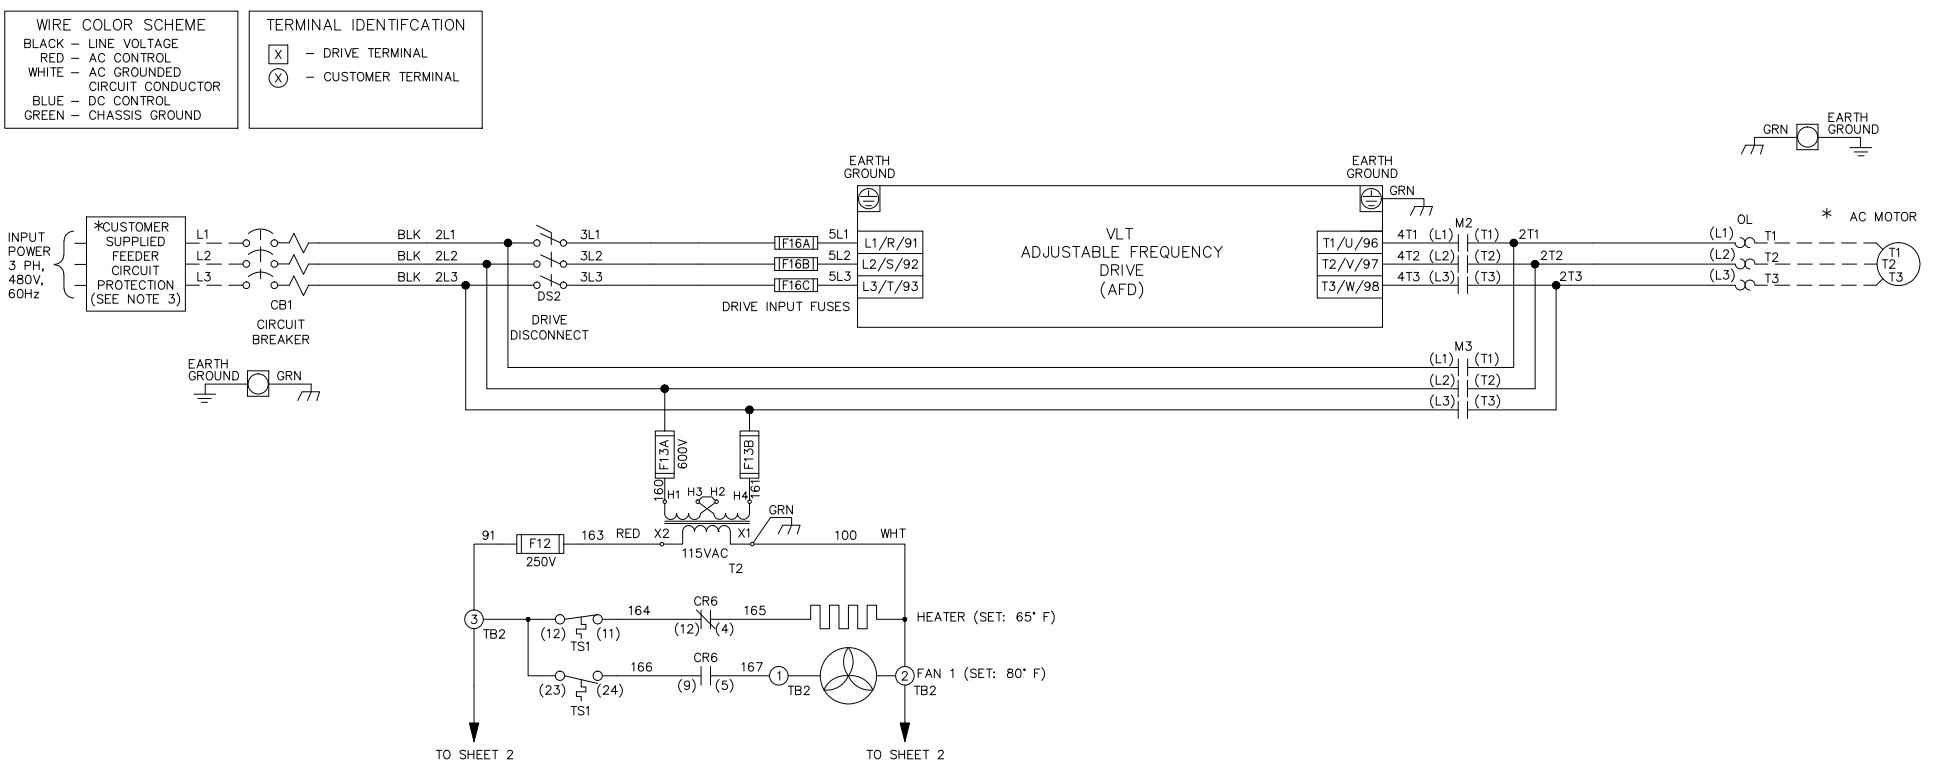 WIRE COLOR SCHEME
BLACK – LINE VOLTAGE
RED – AC CONTROL
WHITE – AC GROUNDED
CIRCUIT CONDUCTOR
BLUE – DC CONTROL
GREEN – CHASSIS GROUND
TERMINAL IDENTIFCATION
X – DRIVE TERMINAL
X – CUSTOMER TERMINAL
INPUT
POWER
3 PH,
480V,
60Hz
*CUSTOMER
SUPPLIED
FEEDER
CIRCUIT
PROTECTION
(SEE NOTE 3)
L1
L2
L3
CB1
CIRCUIT
BREAKER
BLK 2L1
BLK 2L2
BLK 2L3
DS2
DRIVE
DISCONNECT
3L1
3L2
3L3
F16A
F16B
F16C
DRIVE INPUT FUSES
5L1
5L2
5L3
EARTH
GROUND
L1/R/91
L2/S/92
L3/T/93
VLT
ADJUSTABLE FREQUENCY
DRIVE
(AFD)
EARTH
GROUND
GRN
T1/U/96
T2/V/97
T3/W/98
4T1 (L1) M2 (T1) 2T1
4T2 (L2) (T2) 2T2
4T3 (L3) (T3) 2T3
GRN
EARTH
GROUND
OL
(L1) T1
(L2) T2
(L3) T3
* AC MOTOR
T1
T2
T3
M3
(L1) (T1)
(L2) (T2)
(L3) (T3)
EARTH
GROUND
GRN
F13A
600V
F13B
160
161
H1 H3 H2 H4
GRN
91
F12
250V
163 RED X2
X1
115VAC
T2
100 WHT
3
TB2
(12) (11)
TS1
164
CR6
(12) (4)
165
HEATER (SET: 65° F)
(23) (24)
TS1
166
CR6
(9) (5)
167
1
TB2
2
TB2
FAN 1 (SET: 80° F)
TO SHEET 2
TO SHEET 2